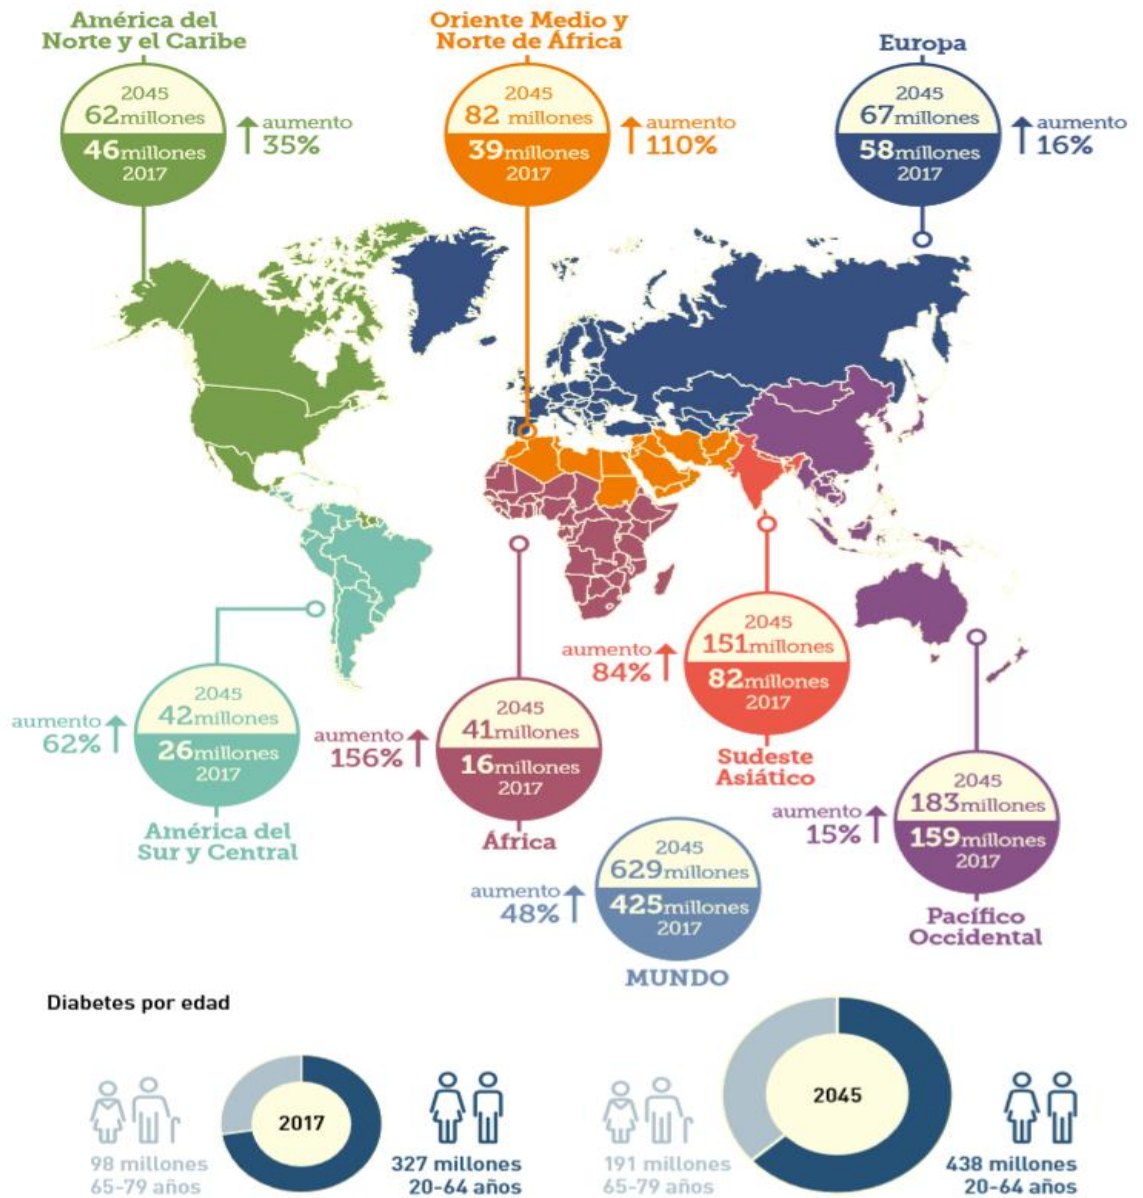 América del
Norte y el Caribe
2045
62millones
46millones
2017
aumento
35%
Oriente Medio y
Norte de África
2045
82 millones
39millones
2017
aumento
110%
Europa
2045
67millones
58millones
2017
aumento
16%
aumento
62%
2045
42millones
26millones
2017
América del
Sur y Central
aumento
156%
2045
41millones
16millones
2017
África
aumento
84%
2045
151millones
82millones
2017
Sudeste
Asiático
aumento
15%
2045
183millones
159millones
2017
Pacífico
Occidental
aumento
48%
2045
629millones
425millones
2017
MUNDO
Diabetes por edad
98 millones
65-79 años
2017
327 millones
20-64 años
191 millones
65-79 años
2045
438 millones
20-64 años